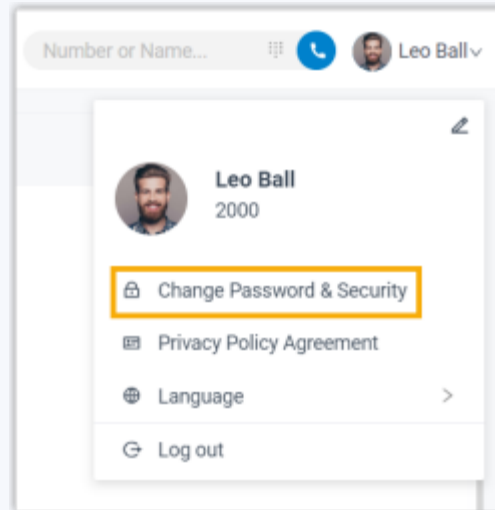 Number or Name...
Leo Ball
Leo Ball
2000
Change Password & Security
Privacy Policy Agreement
Language
Log out